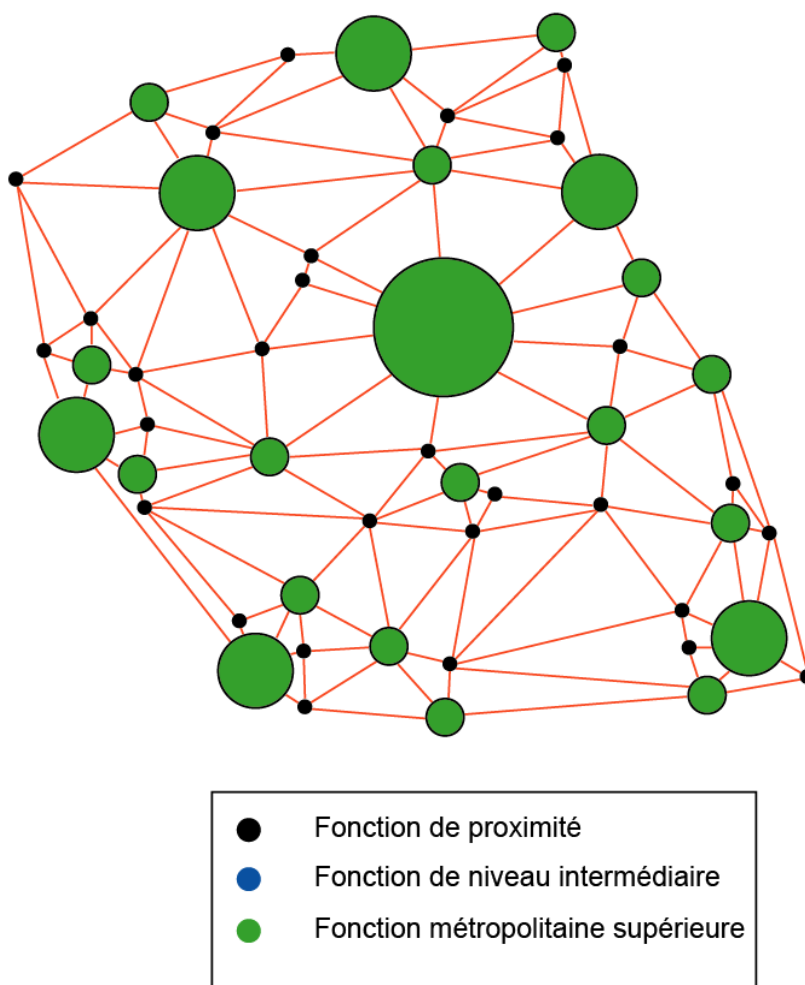 Fonction de proximité
Fonction de niveau intermédiaire
Fonction métropolitaine supérieure